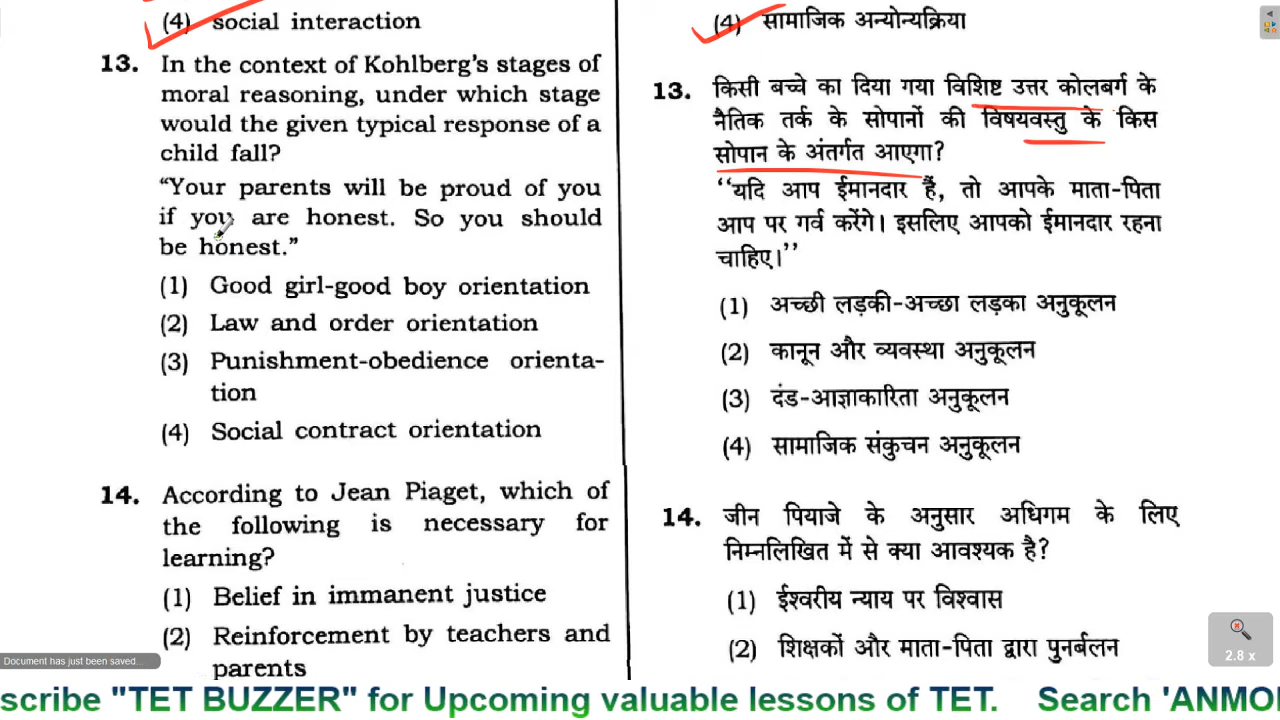 (4) social interaction
13. In the context of Kohlberg's stages of
moral reasoning, under which stage
would the given typical response of a
child fall?
"Your parents will be proud of you
if you are honest. So you should
be honest."
(1) Good girl-good boy orientation
(2) Law and order orientation
(3) Punishment-obedience orienta-
tion
(4) Social contract orientation
14. According to Jean Piaget, which of
the following is necessary for
learning?
(1) Belief in immanent justice
(2) Reinforcement by teachers and
parents
(4) सामाजिक अन्योन्यक्रिया
13. किसी बच्चे का दिया गया विशिष्ट उत्तर कोलबर्ग के
नैतिक तर्क के सोपानों की विषयवस्तु के किस
सोपान के अंतर्गत आएगा?
‘‘यदि आप ईमानदार हैं, तो आपके माता-पिता
आप पर गर्व करेंगे। इसलिए आपको ईमानदार रहना
चाहिए।’’
(1) अच्छी लड़की-अच्छा लड़का अनुकूलन
(2) कानून और व्यवस्था अनुकूलन
(3) दंड-आज्ञाकारिता अनुकूलन
(4) सामाजिक संकुचन अनुकूलन
14. जीन पियाजे के अनुसार अधिगम के लिए
निम्नलिखित में से क्या आवश्यक है?
(1) ईश्वरीय न्याय पर विश्वास
(2) शिक्षकों और माता-पिता द्वारा पुनर्बलन
2.8 x
Document has just been saved...
scribe "TET BUZZER" for Upcoming valuable lessons of TET. Search 'ANMO